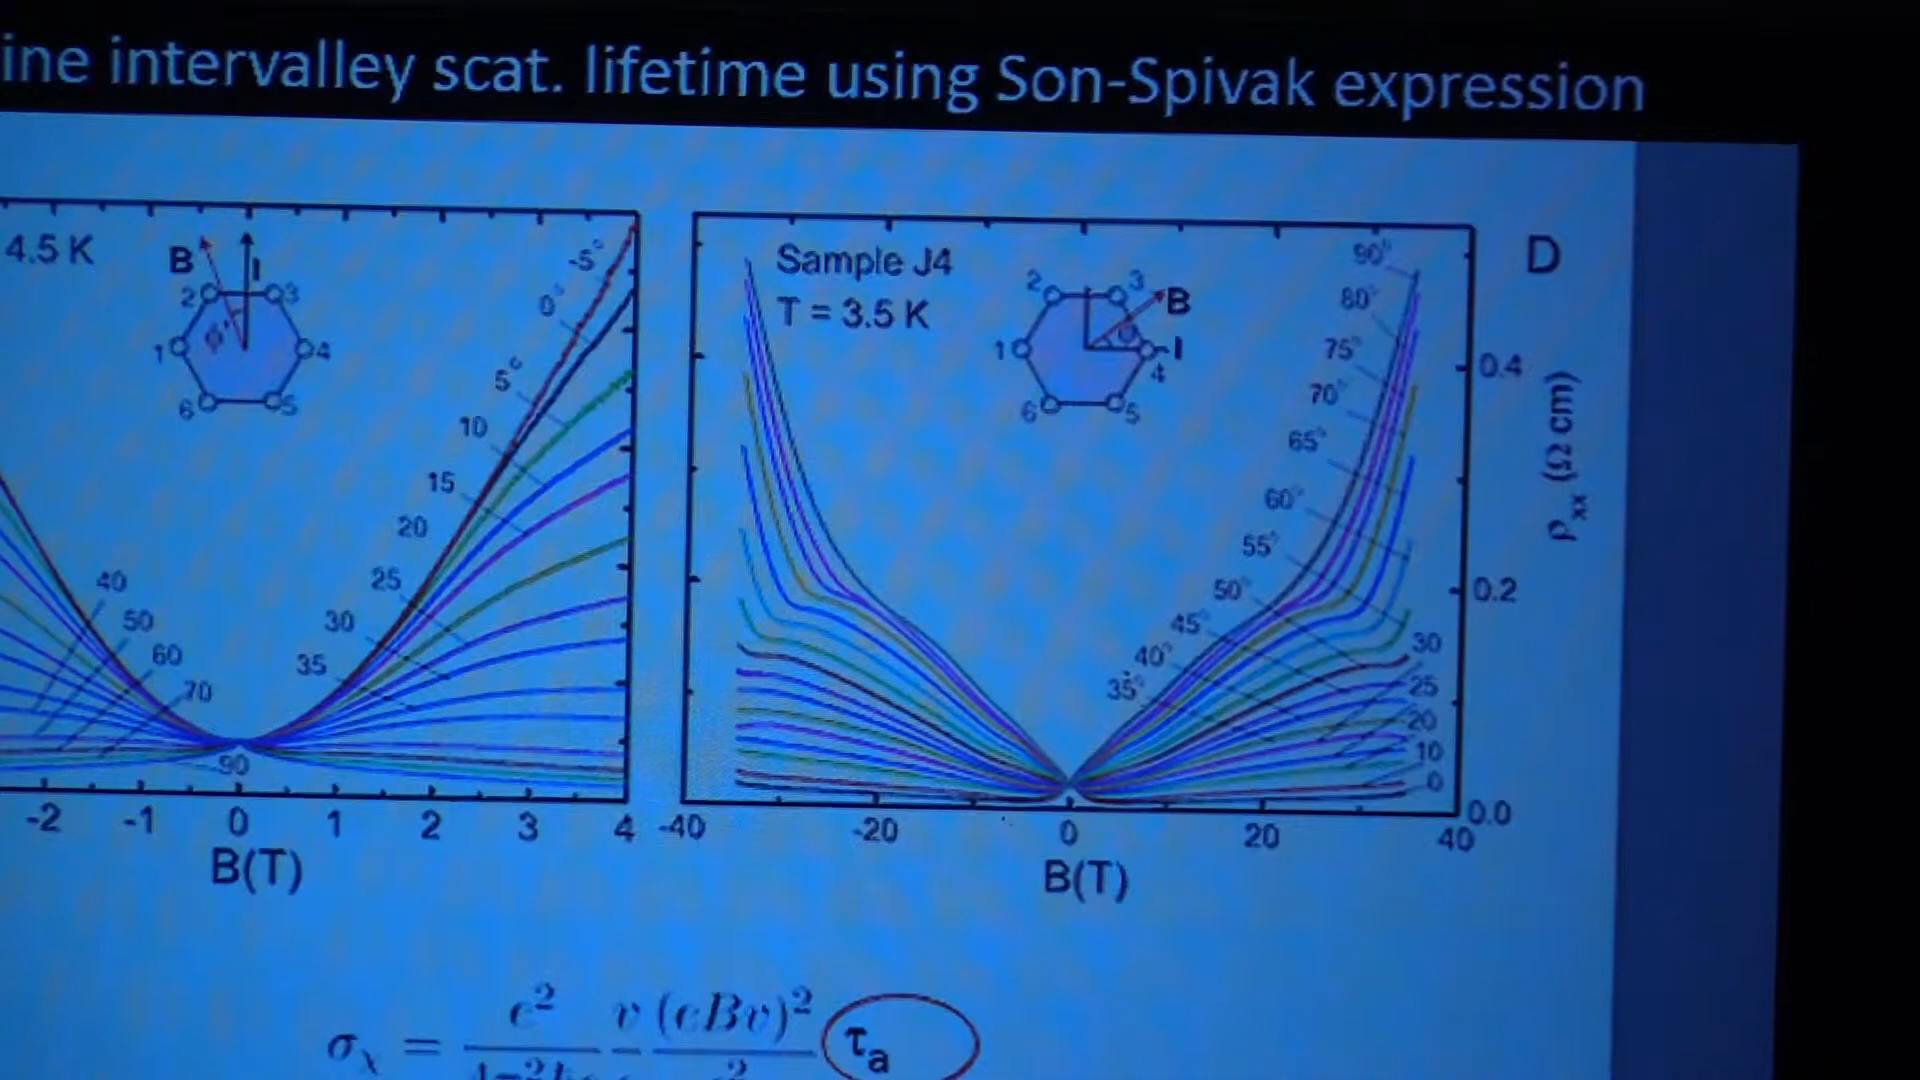 ine intervalley scat. lifetime using Son-Spivak expression
4.5 K
B
I
2
3
1
4
6
5
-5°
0°
5°
10
15
20
25
30
35
40
50
60
70
90
-2 -1 0 1 2 3 4
B(T)
Sample J4
T = 3.5 K
2
3
B
1
I
4
6
5
90°
80°
75°
70°
65°
60°
55°
50°
45°
40°
35°
30
25
20
10
0
D
0.4
0.2
0.0
ρxx (Ω cm)
-40 -20 0 20 40
B(T)
e² v (eBv)²
σχ = τa